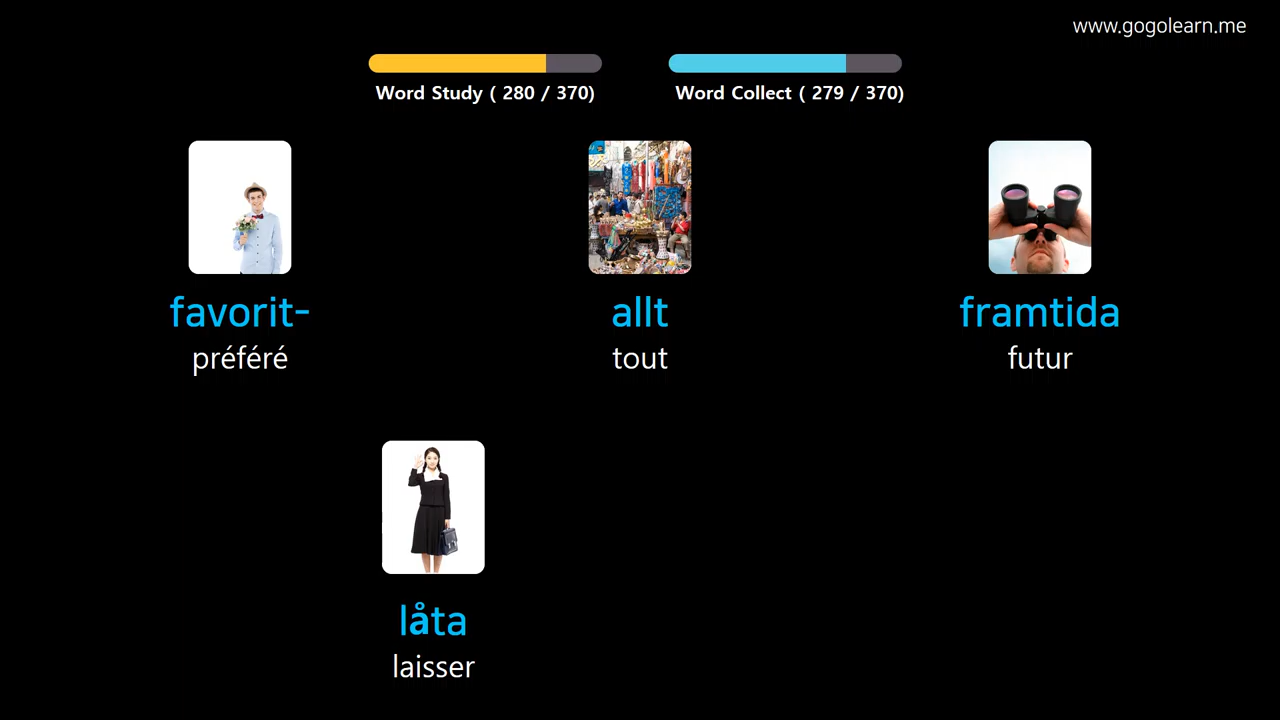 www.gogolearn.me
Word Study ( 280 / 370)
Word Collect ( 279 / 370)
favorit-
préféré
allt
tout
framtida
futur
låta
laisser